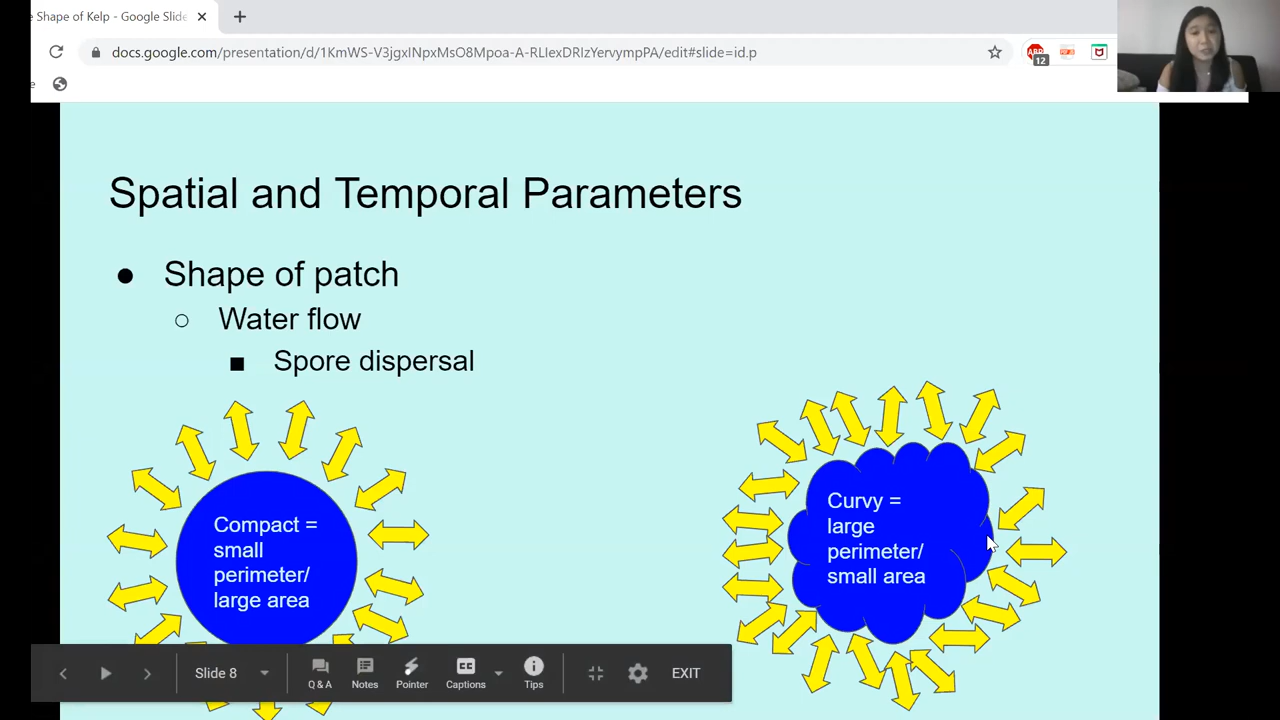 e Shape of Kelp - Google Slide
docs.google.com/presentation/d/1KmWS-V3jgxINpxMsO8Mpoa-A-RLIexDRIzYervympPA/edit#slide=id.p
12
e
Spatial and Temporal Parameters
● Shape of patch
○ Water flow
■ Spore dispersal
Compact =
small
perimeter/
large area
Curvy =
large
perimeter/
small area
Slide 8
Q & A
Notes
Pointer
Captions
Tips
EXIT